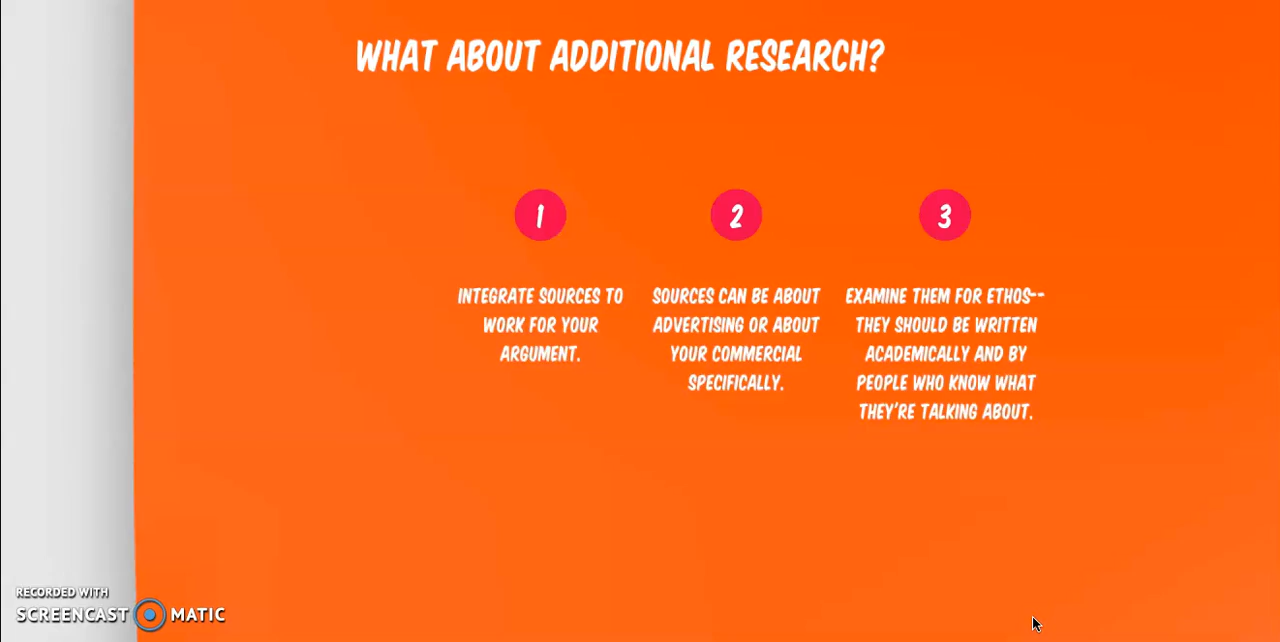 WHAT ABOUT ADDITIONAL RESEARCH?
1
INTEGRATE SOURCES TO
WORK FOR YOUR
ARGUMENT.
2
SOURCES CAN BE ABOUT
ADVERTISING OR ABOUT
YOUR COMMERCIAL
SPECIFICALLY.
3
EXAMINE THEM FOR ETHOS--
THEY SHOULD BE WRITTEN
ACADEMICALLY AND BY
PEOPLE WHO KNOW WHAT
THEY'RE TALKING ABOUT.
RECORDED WITH
SCREENCAST MATIC